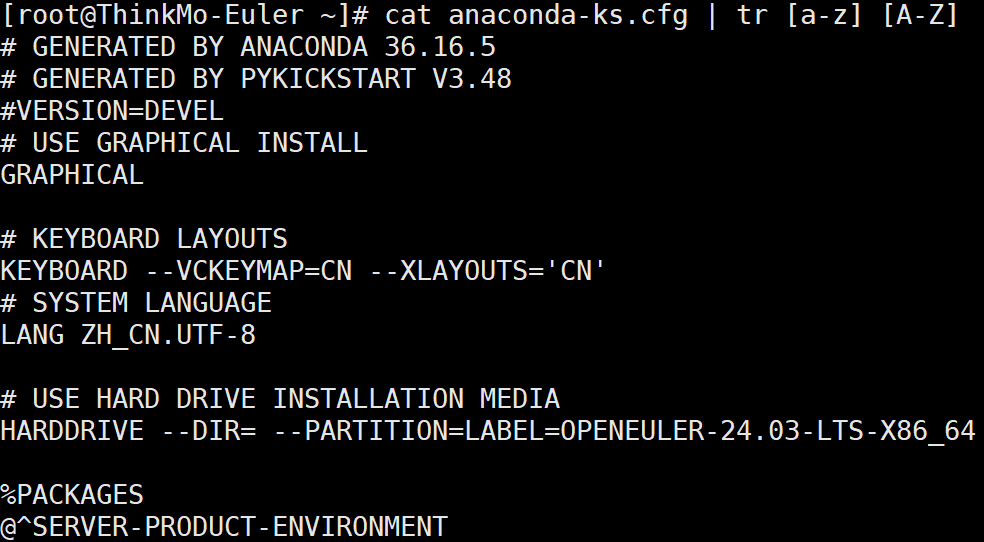 [root@ThinkMo-Euler ~]# cat anaconda-ks.cfg | tr [a-z] [A-Z]
# GENERATED BY ANACONDA 36.16.5
# GENERATED BY PYKICKSTART V3.48
#VERSION=DEVEL
# USE GRAPHICAL INSTALL
GRAPHICAL

# KEYBOARD LAYOUTS
KEYBOARD --VCKEYMAP=CN --XLAYOUTS='CN'
# SYSTEM LANGUAGE
LANG ZH_CN.UTF-8

# USE HARD DRIVE INSTALLATION MEDIA
HARDDRIVE --DIR= --PARTITION=LABEL=OPENEULER-24.03-LTS-X86_64

%PACKAGES
@^SERVER-PRODUCT-ENVIRONMENT